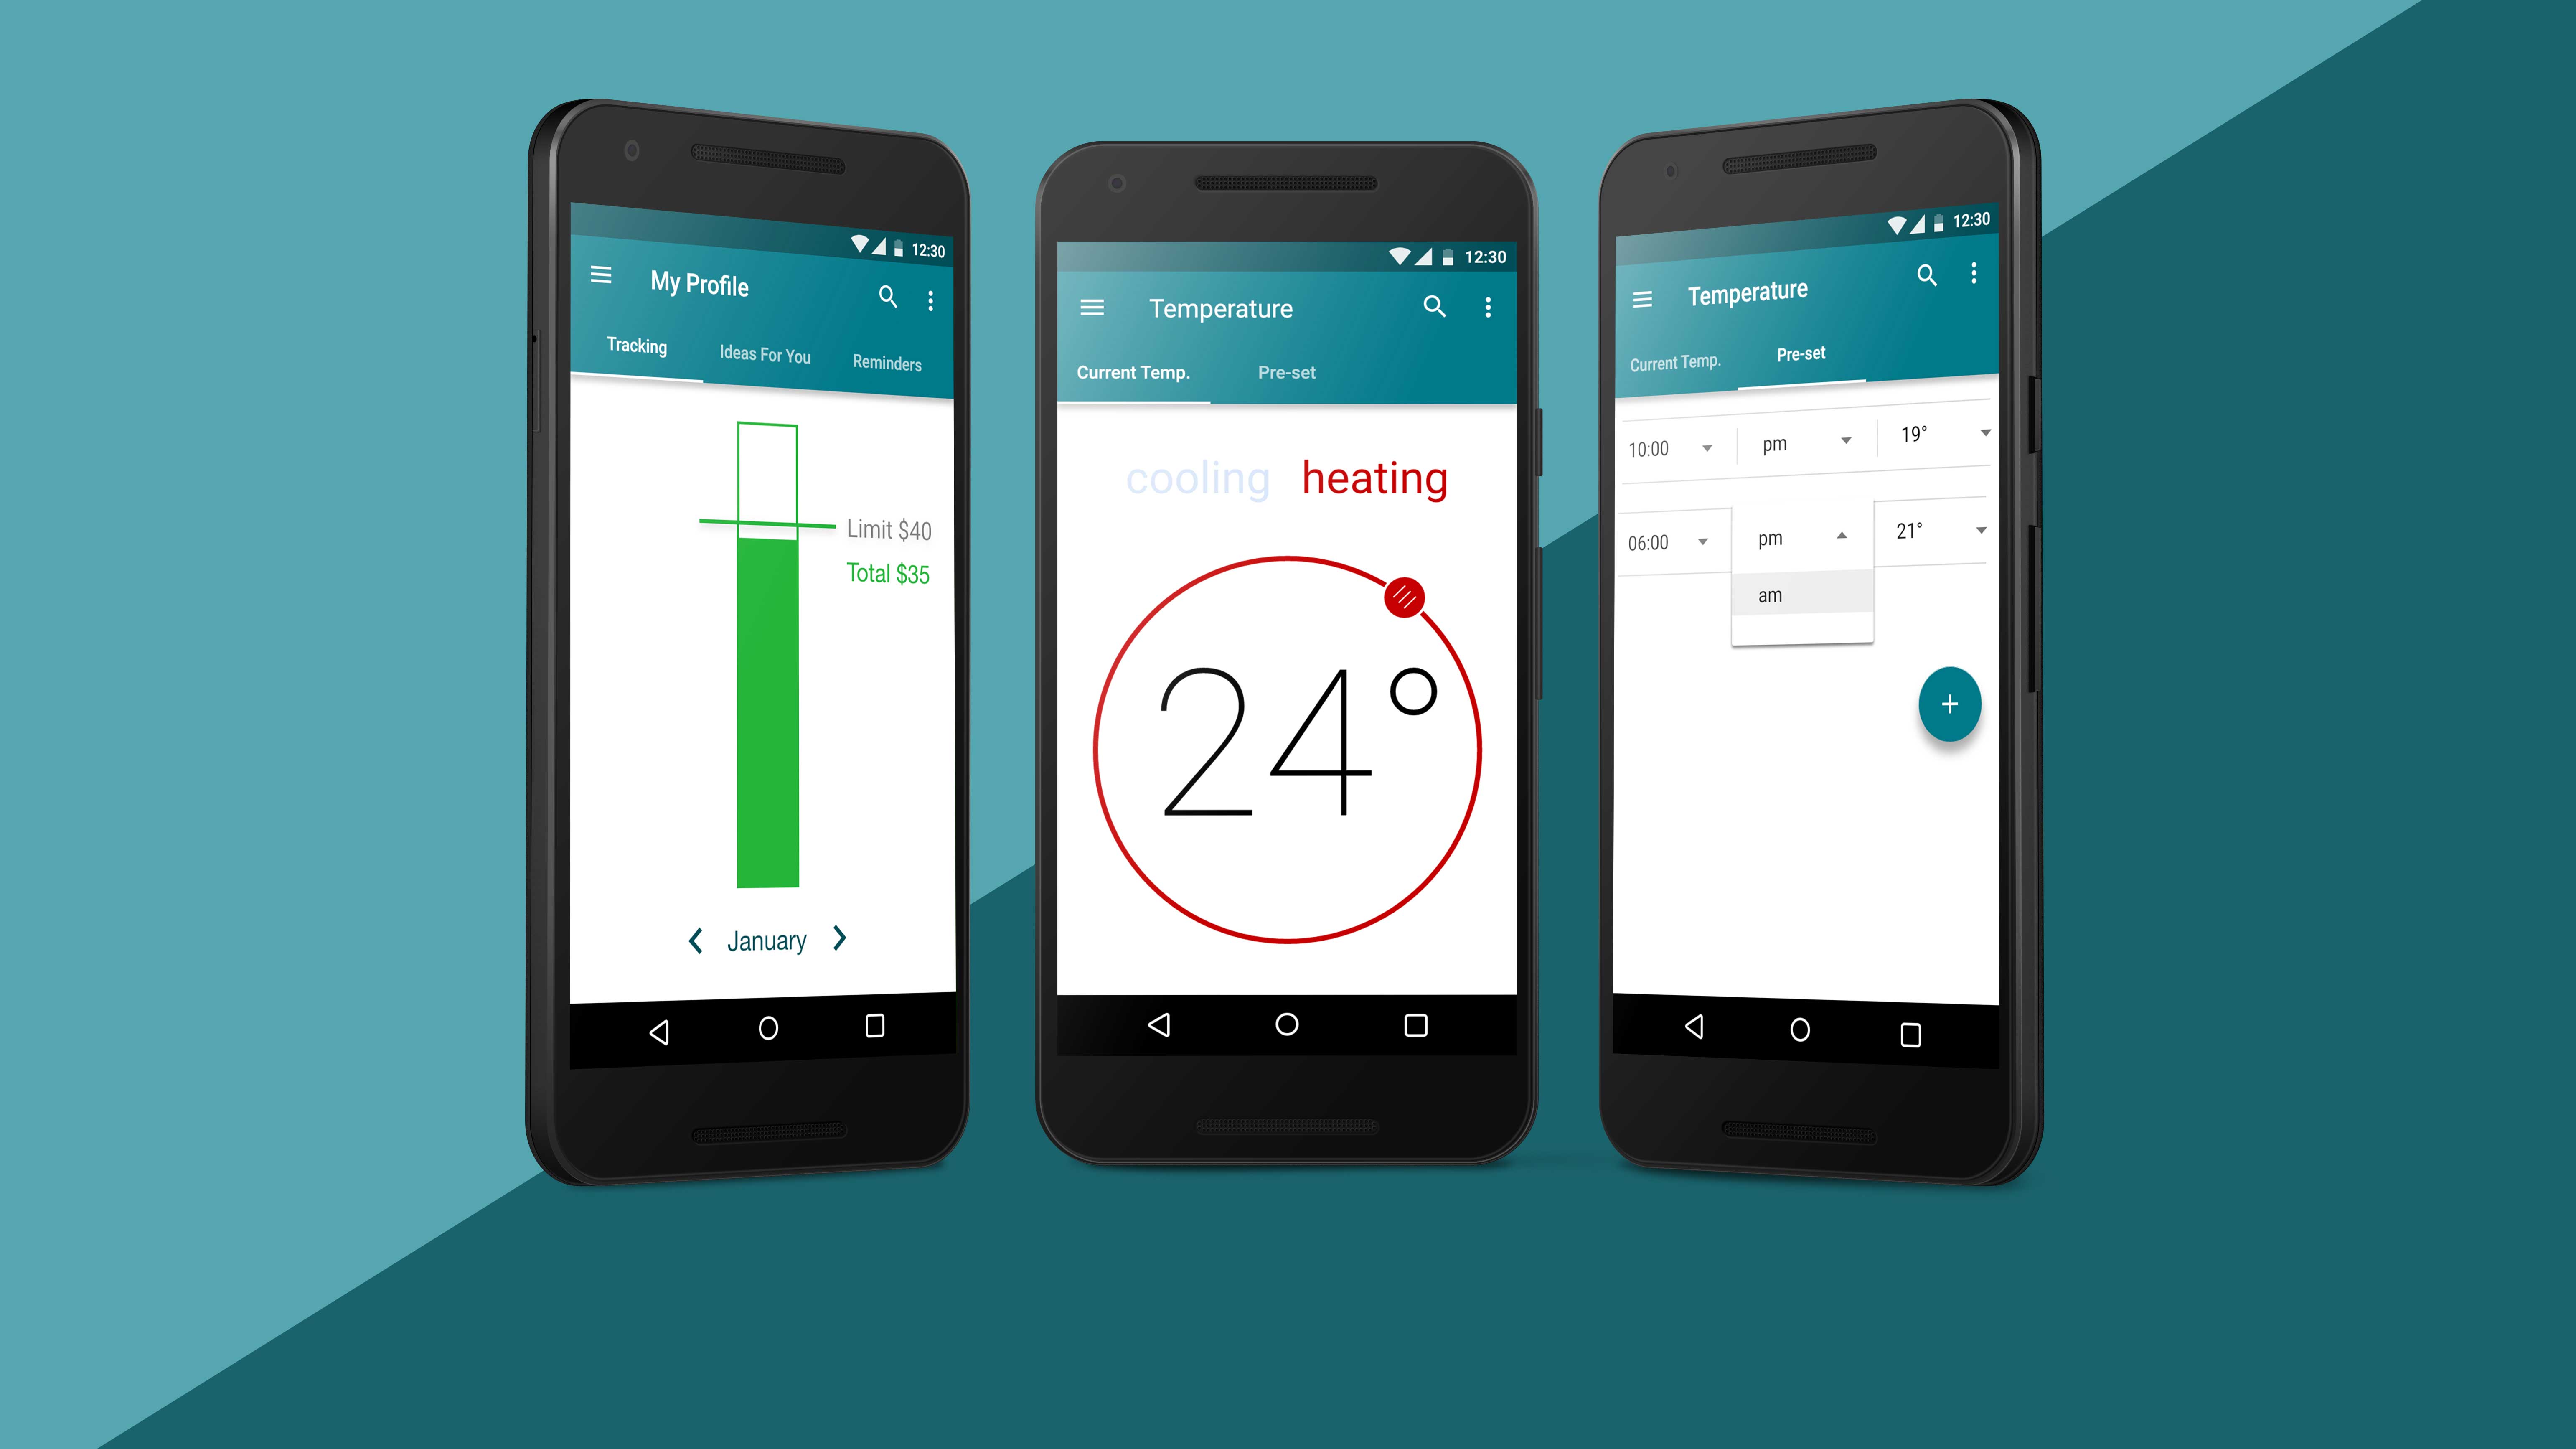 12:30
My Profile
Tracking Ideas For You Reminders
Limit $40
Total $35
January
12:30
Temperature
Current Temp. Pre-set
cooling heating
24°
12:30
Temperature
Current Temp. Pre-set
10:00 pm 19°
06:00 pm 21°
am
+